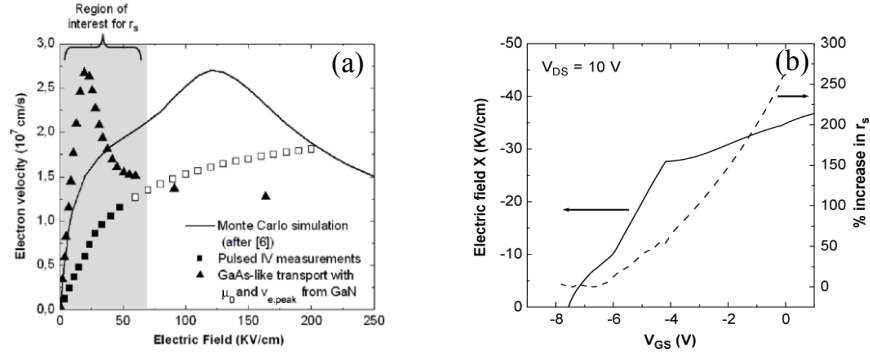 Region of
interest for rs
(a)
3,0
2,5
2,0
1,5
1,0
0,5
0,0
Electron velocity (10⁷ cm/s)
Monte Carlo simulation
(after [6])
Pulsed IV measurements
GaAs-like transport with
μ0 and ve,peak from GaN
0 50 100 150 200 250
Electric Field (KV/cm)
(b)
VDS = 10 V
-50
-40
-30
-20
-10
0
Electric field X (KV/cm)
300
250
200
150
100
50
0
% increase in rs
-8 -6 -4 -2 0
VGS (V)